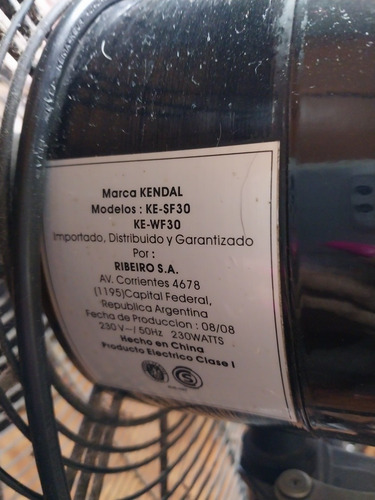 Marca KENDAL
Modelos : KE-SF30
KE-WF30
Importado, Distribuido y Garantizado
Por :
RIBEIRO S.A.
AV. Corrientes 4678
(1195)Capital Federal,
Republica Argentina
Fecha de Produccion : 08/08
230 V~/ 50Hz 230WATTS
Hecho en China
Producto Electrico Clase I